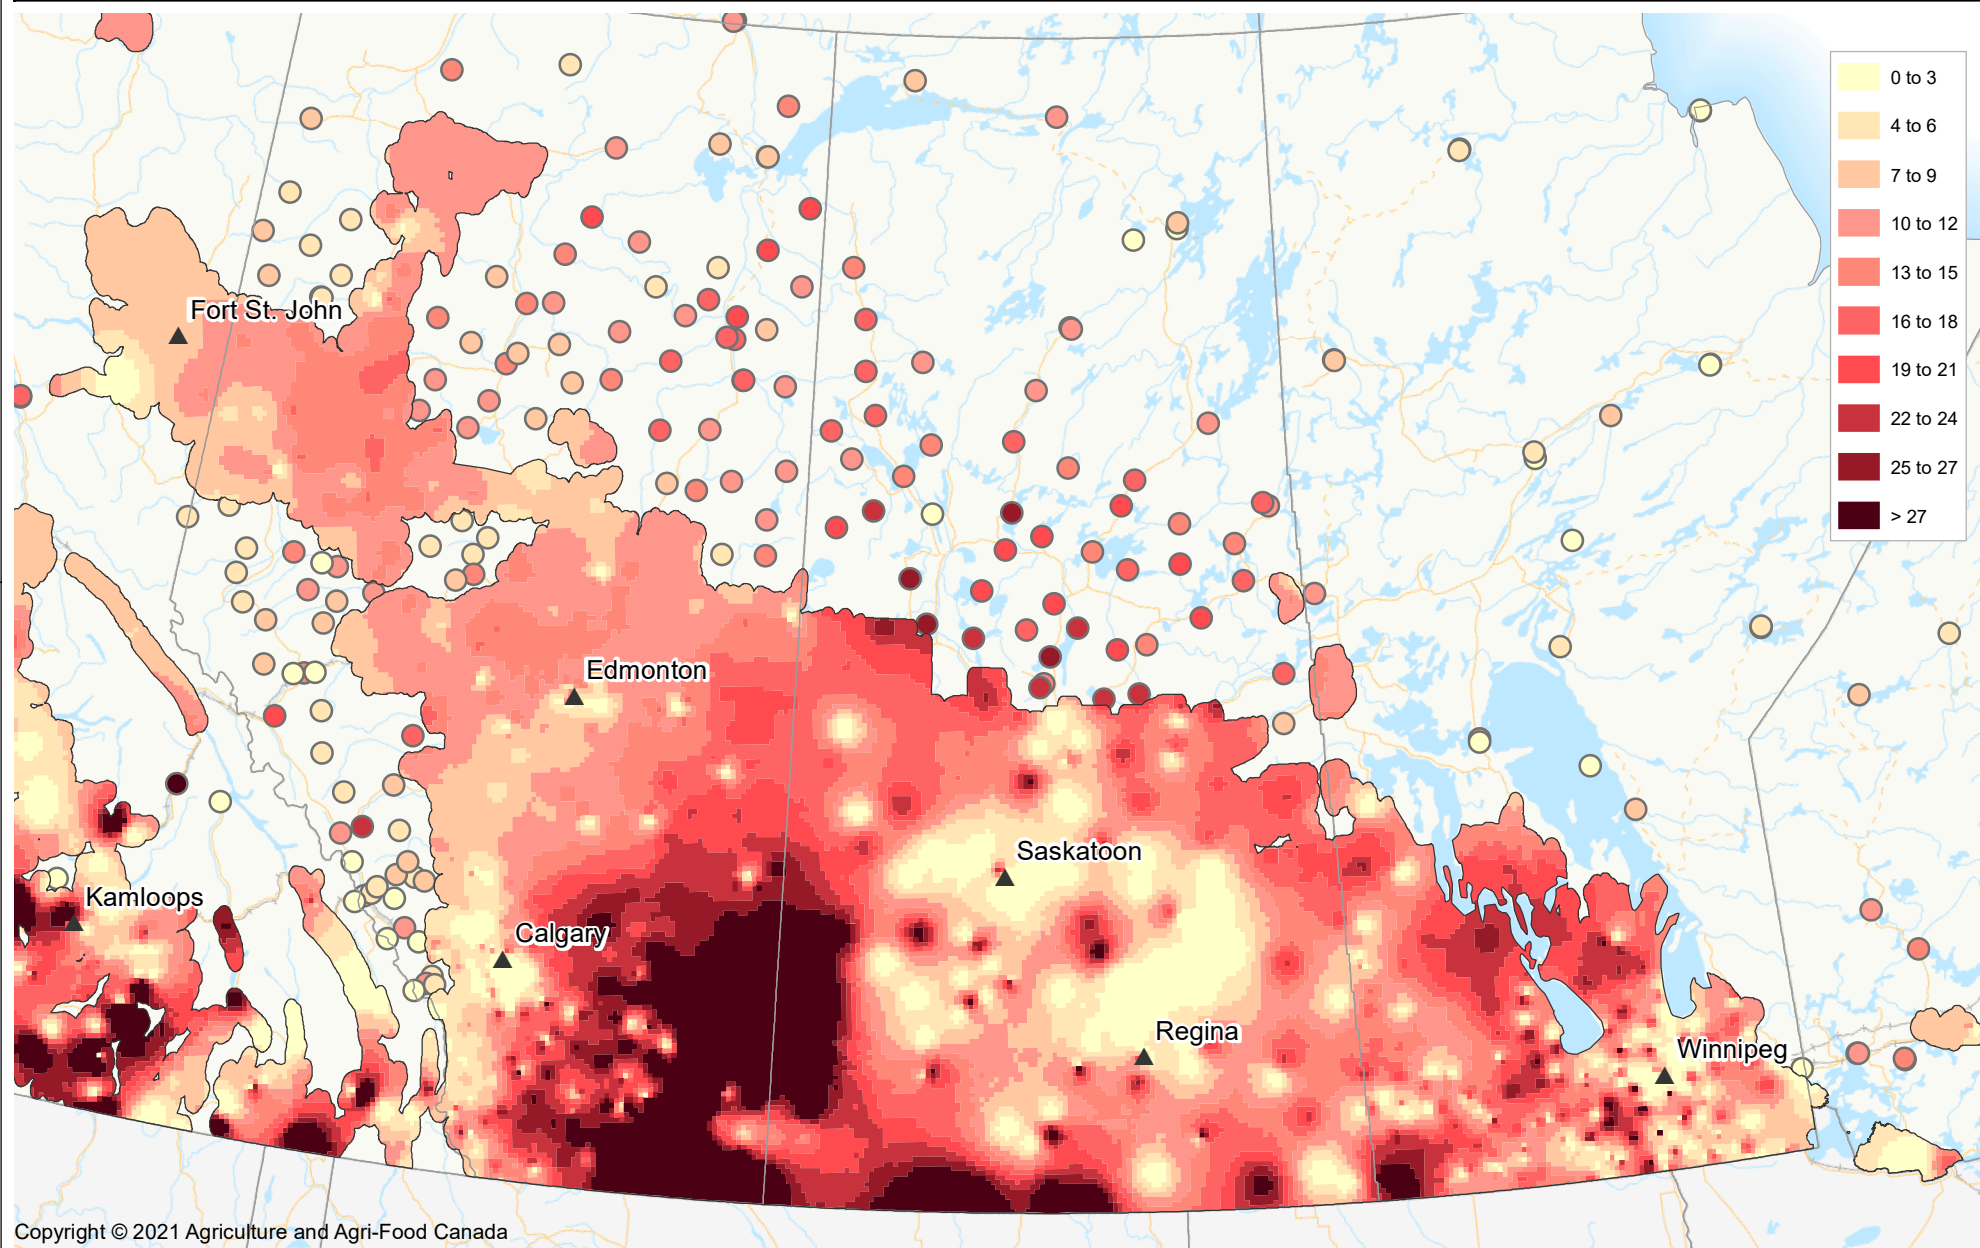 0 to 3
4 to 6
7 to 9
10 to 12
13 to 15
16 to 18
19 to 21
22 to 24
25 to 27
> 27
Fort St. John
Edmonton
Saskatoon
Kamloops
Calgary
Regina
Winnipeg
Copyright © 2021 Agriculture and Agri-Food Canada